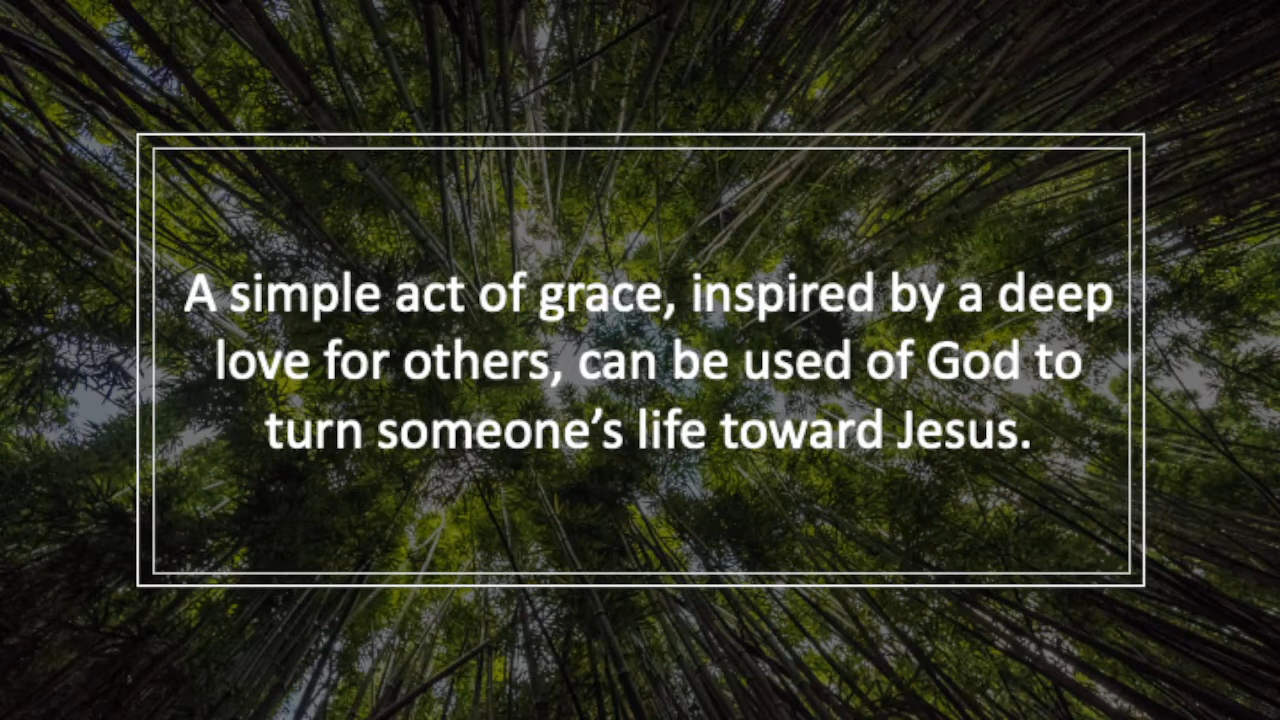 A simple act of grace, inspired by a deep
love for others, can be used of God to
turn someone’s life toward Jesus.